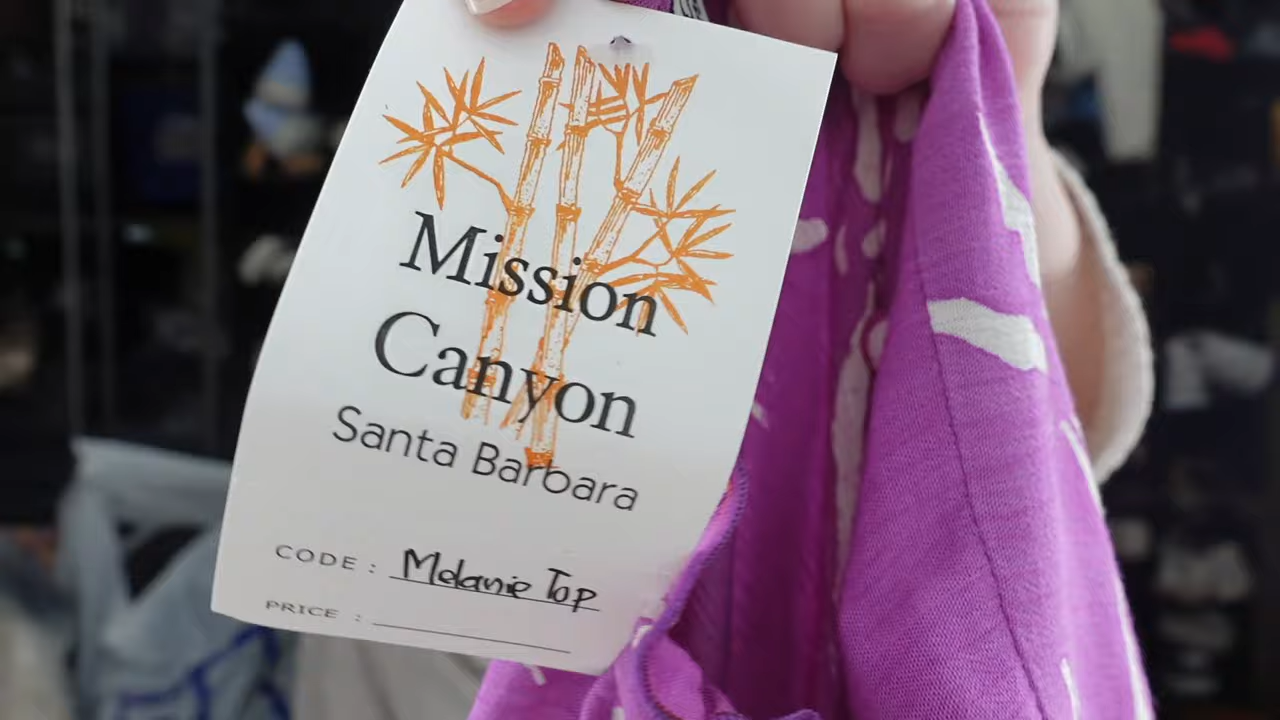 Mission
Canyon
Santa Barbara
CODE : Melanie Top
PRICE :